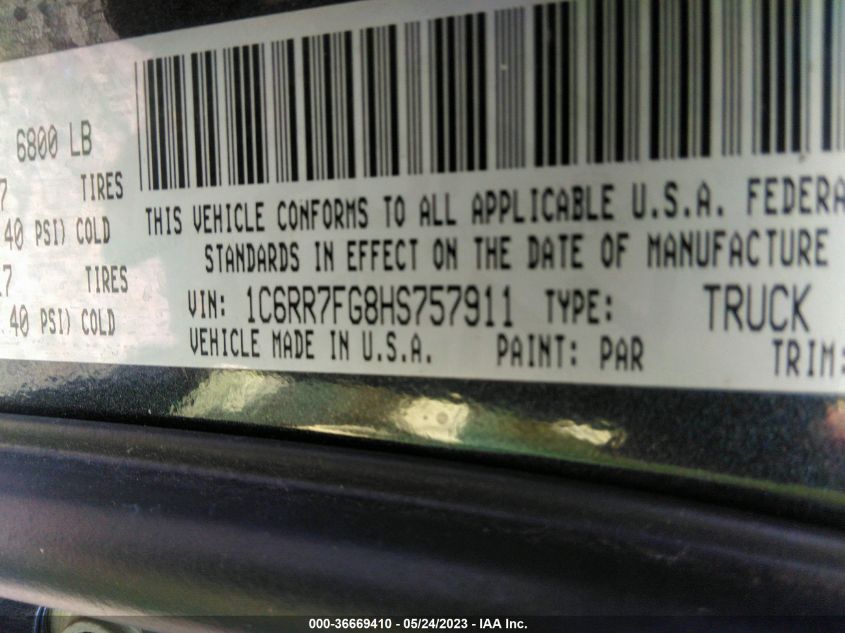 6800 LB
7 TIRES
40 PSI) COLD
7 TIRES
40 PSI) COLD
THIS VEHICLE CONFORMS TO ALL APPLICABLE U.S.A. FEDERA
STANDARDS IN EFFECT ON THE DATE OF MANUFACTURE
VIN: 1C6RR7FG8HS757911 TYPE: TRUCK
VEHICLE MADE IN U.S.A. PAINT: PAR TRIM:
000-36669410 - 05/24/2023 - IAA Inc.